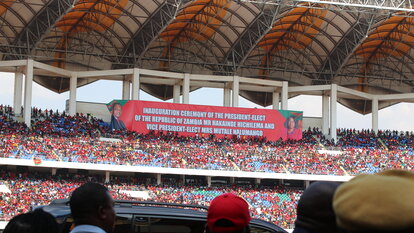 INAUGURATION CEREMONY OF THE PRESIDENT-ELECT
OF THE REPUBLIC OF ZAMBIA MR HAKAINDE HICHILEMA AND
VICE PRESIDENT-ELECT MRS MUTALE NALUMANGO